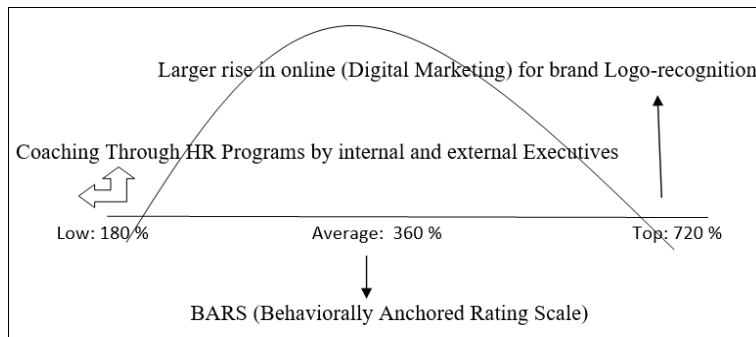 Larger rise in online (Digital Marketing) for brand Logo-recognition
Coaching Through HR Programs by internal and external Executives
Low: 180 %
Average: 360 %
Top: 720 %
BARS (Behaviorally Anchored Rating Scale)